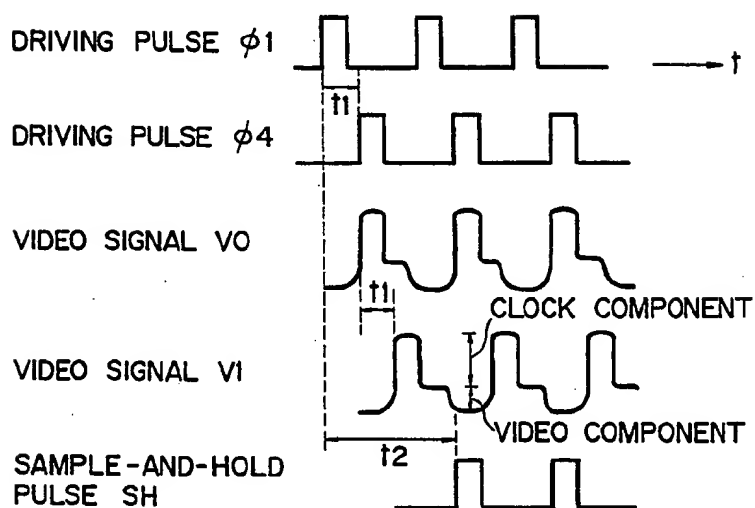 DRIVING PULSE ϕ1
t
t1
DRIVING PULSE ϕ4
VIDEO SIGNAL VO
t1
CLOCK COMPONENT
VIDEO SIGNAL V1
VIDEO COMPONENT
t2
SAMPLE-AND-HOLD
PULSE SH